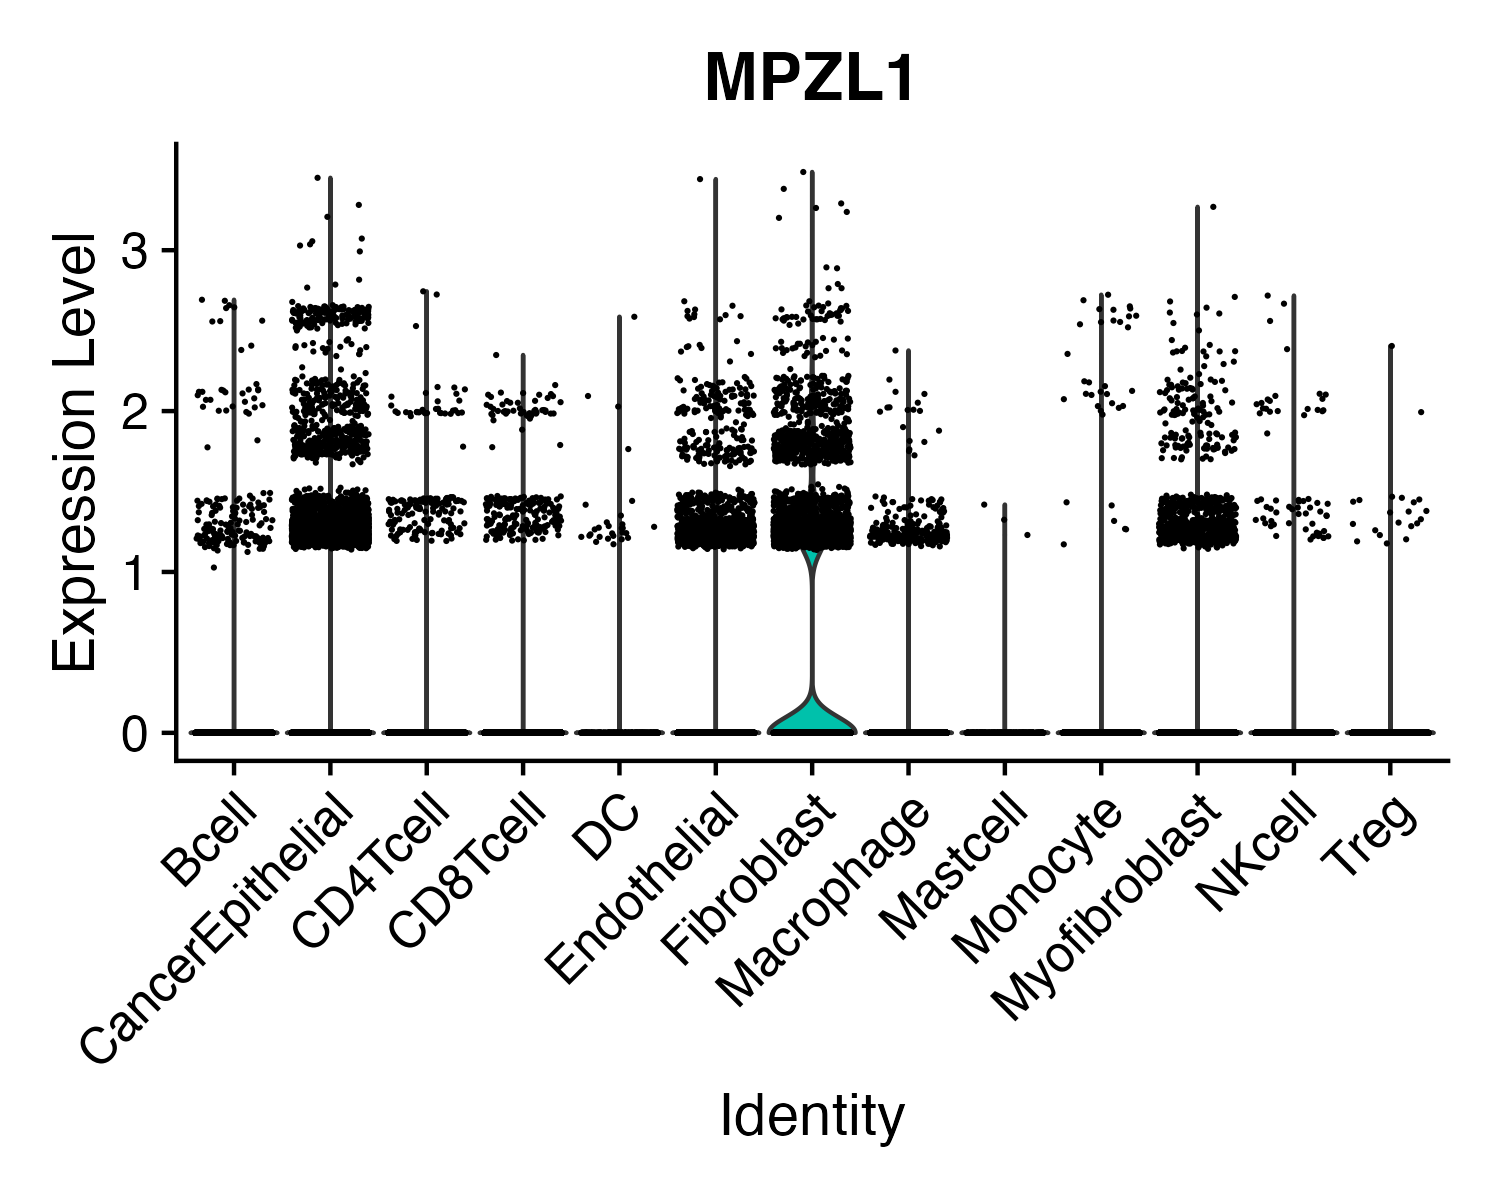 MPZL1
Expression Level
3
2
1
0
Bcell
CancerEpithelial
CD4Tcell
CD8Tcell
DC
Endothelial
Fibroblast
Macrophage
Mastcell
Monocyte
Myofibroblast
NKcell
Treg
Identity